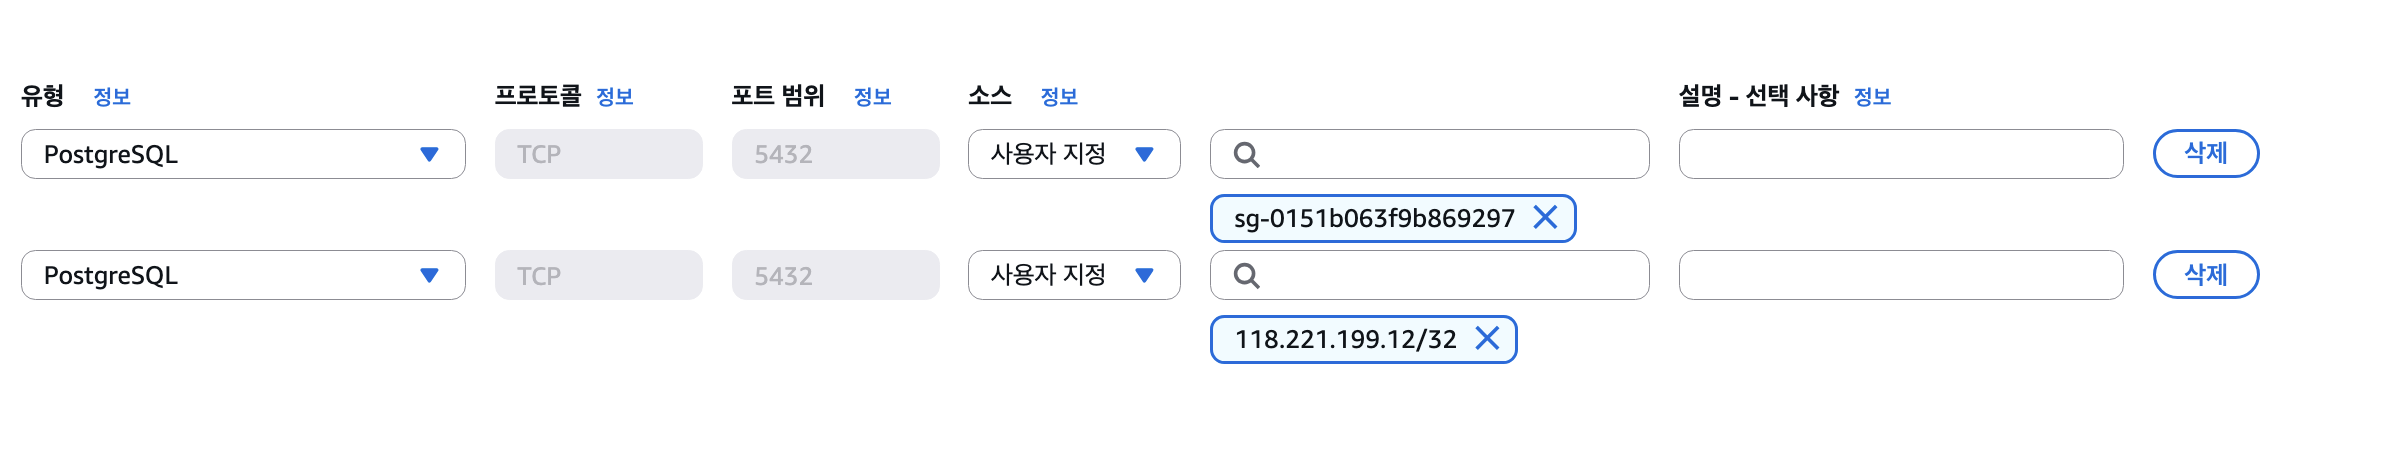 유형 정보 프로토콜 정보 포트 범위 정보 소스 정보 설명 - 선택 사항 정보
PostgreSQL TCP 5432 사용자 지정 삭제
sg-0151b063f9b869297
PostgreSQL TCP 5432 사용자 지정 삭제
118.221.199.12/32